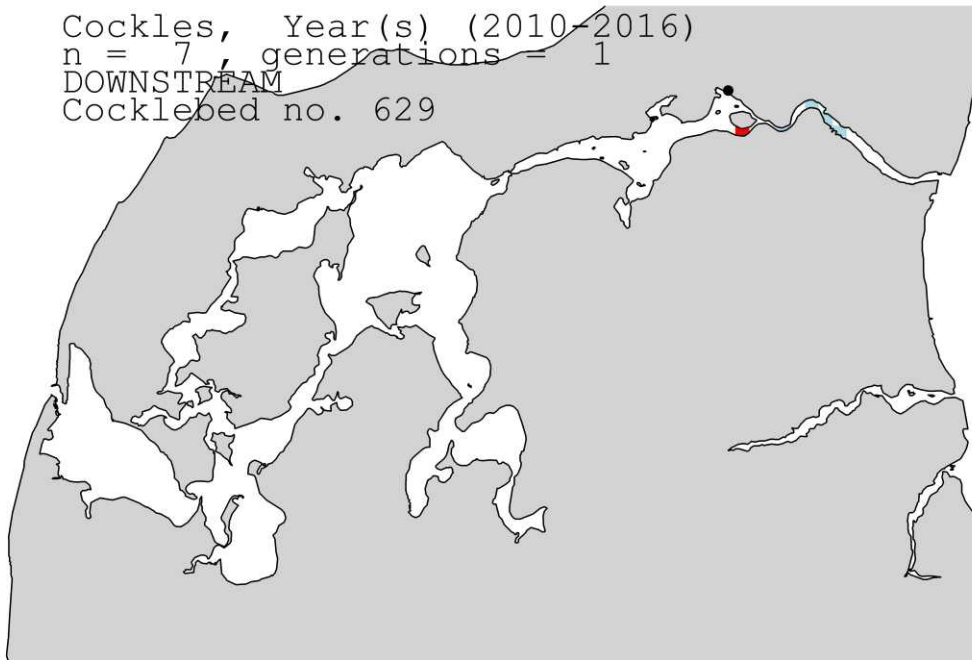 Cockles, Year(s) (2010-2016)
n = 7 , generations = 1
DOWNSTREAM
Cocklebed no. 629